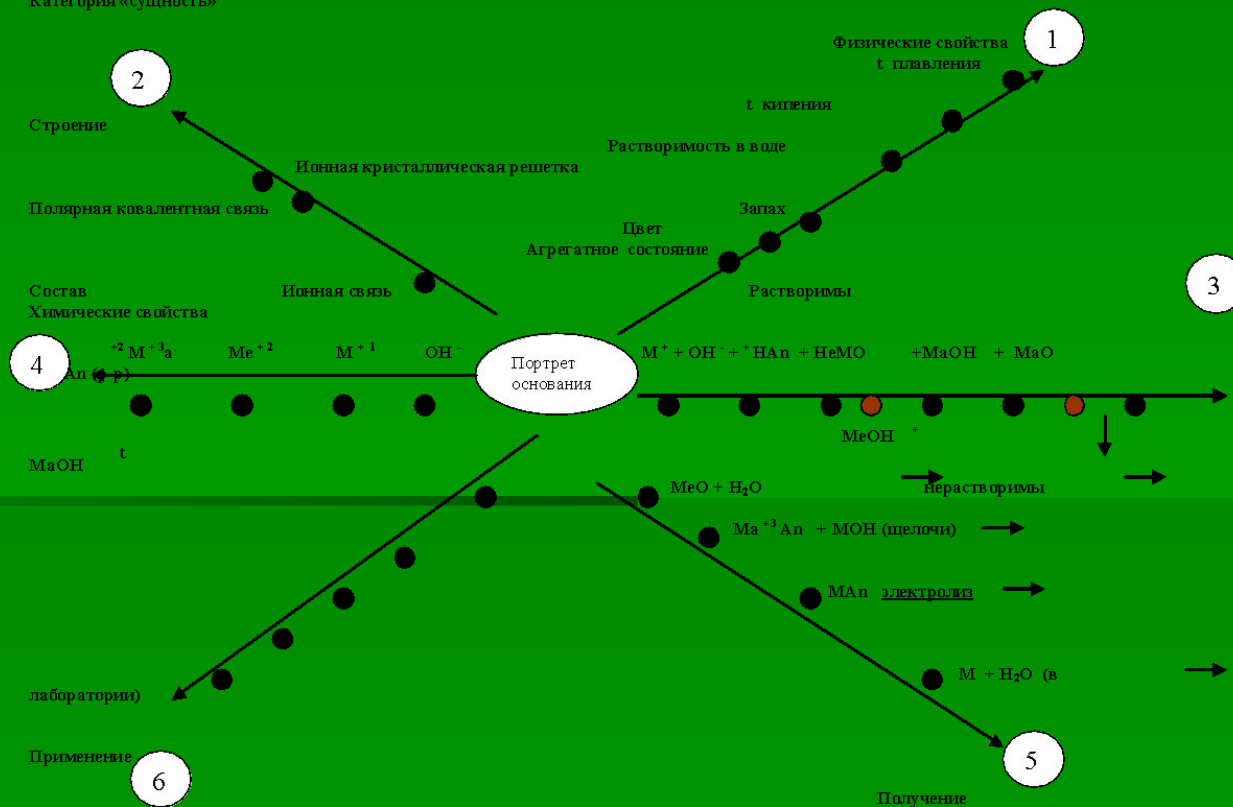 Категория «сущность»
1
Физические свойства
t плавления
2
t кипения
Строение
Растворимость в воде
Ионная кристаллическая решетка
Полярная ковалентная связь
Запах
Цвет
Агрегатное состояние
3
Состав
Ионная связь
Растворимы
Химические свойства
4
+2 M +3a
Me +2
M +1
OH -
Портрет
основания
M + + OH - + + HAn + HeMO +MaOH + MaO
An (р-р)
MeOH +
t
MaOH
MeO + H₂O
нерастворимы
Ma +3 An + MOH (щелочи)
MAn электролиз
M + H₂O (в
лаборатории)
Применение
6
5
Получение